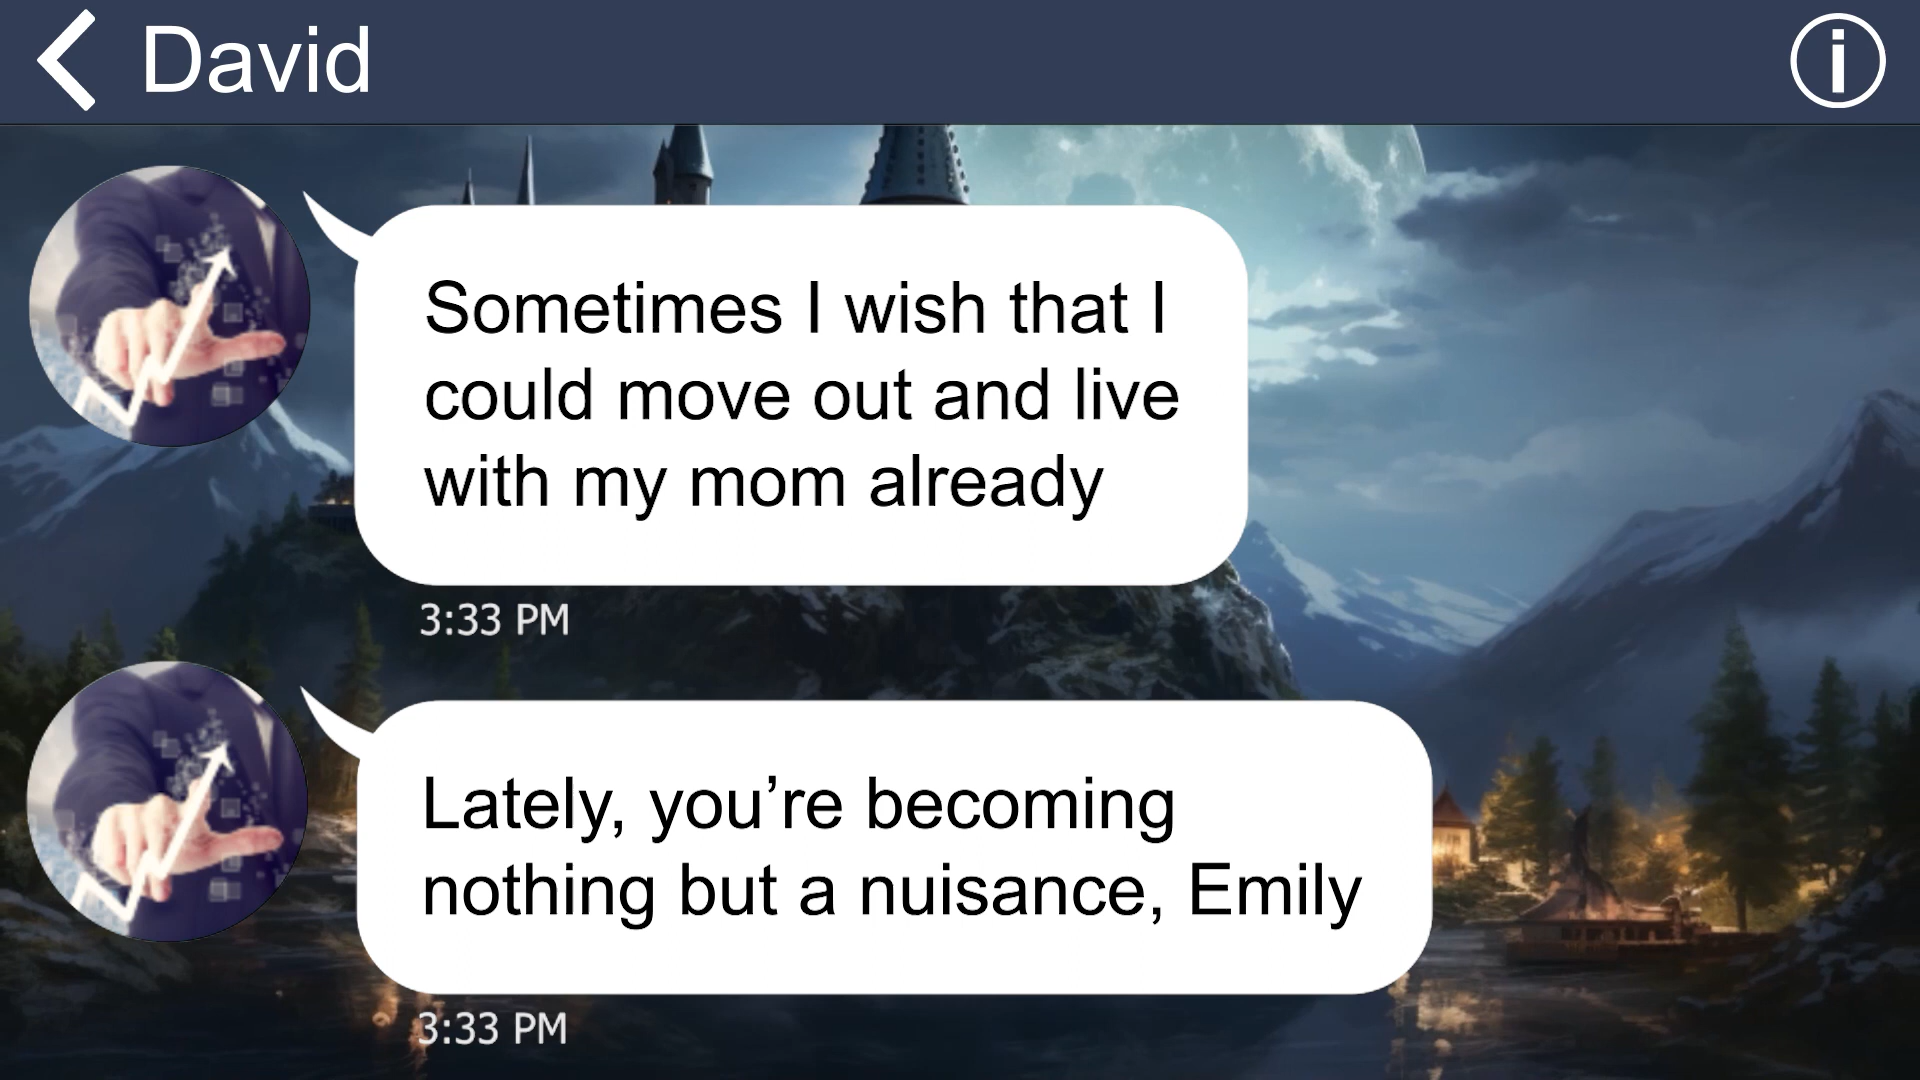 David
Sometimes I wish that I
could move out and live
with my mom already
3:33 PM
Lately, you’re becoming
nothing but a nuisance, Emily
3:33 PM